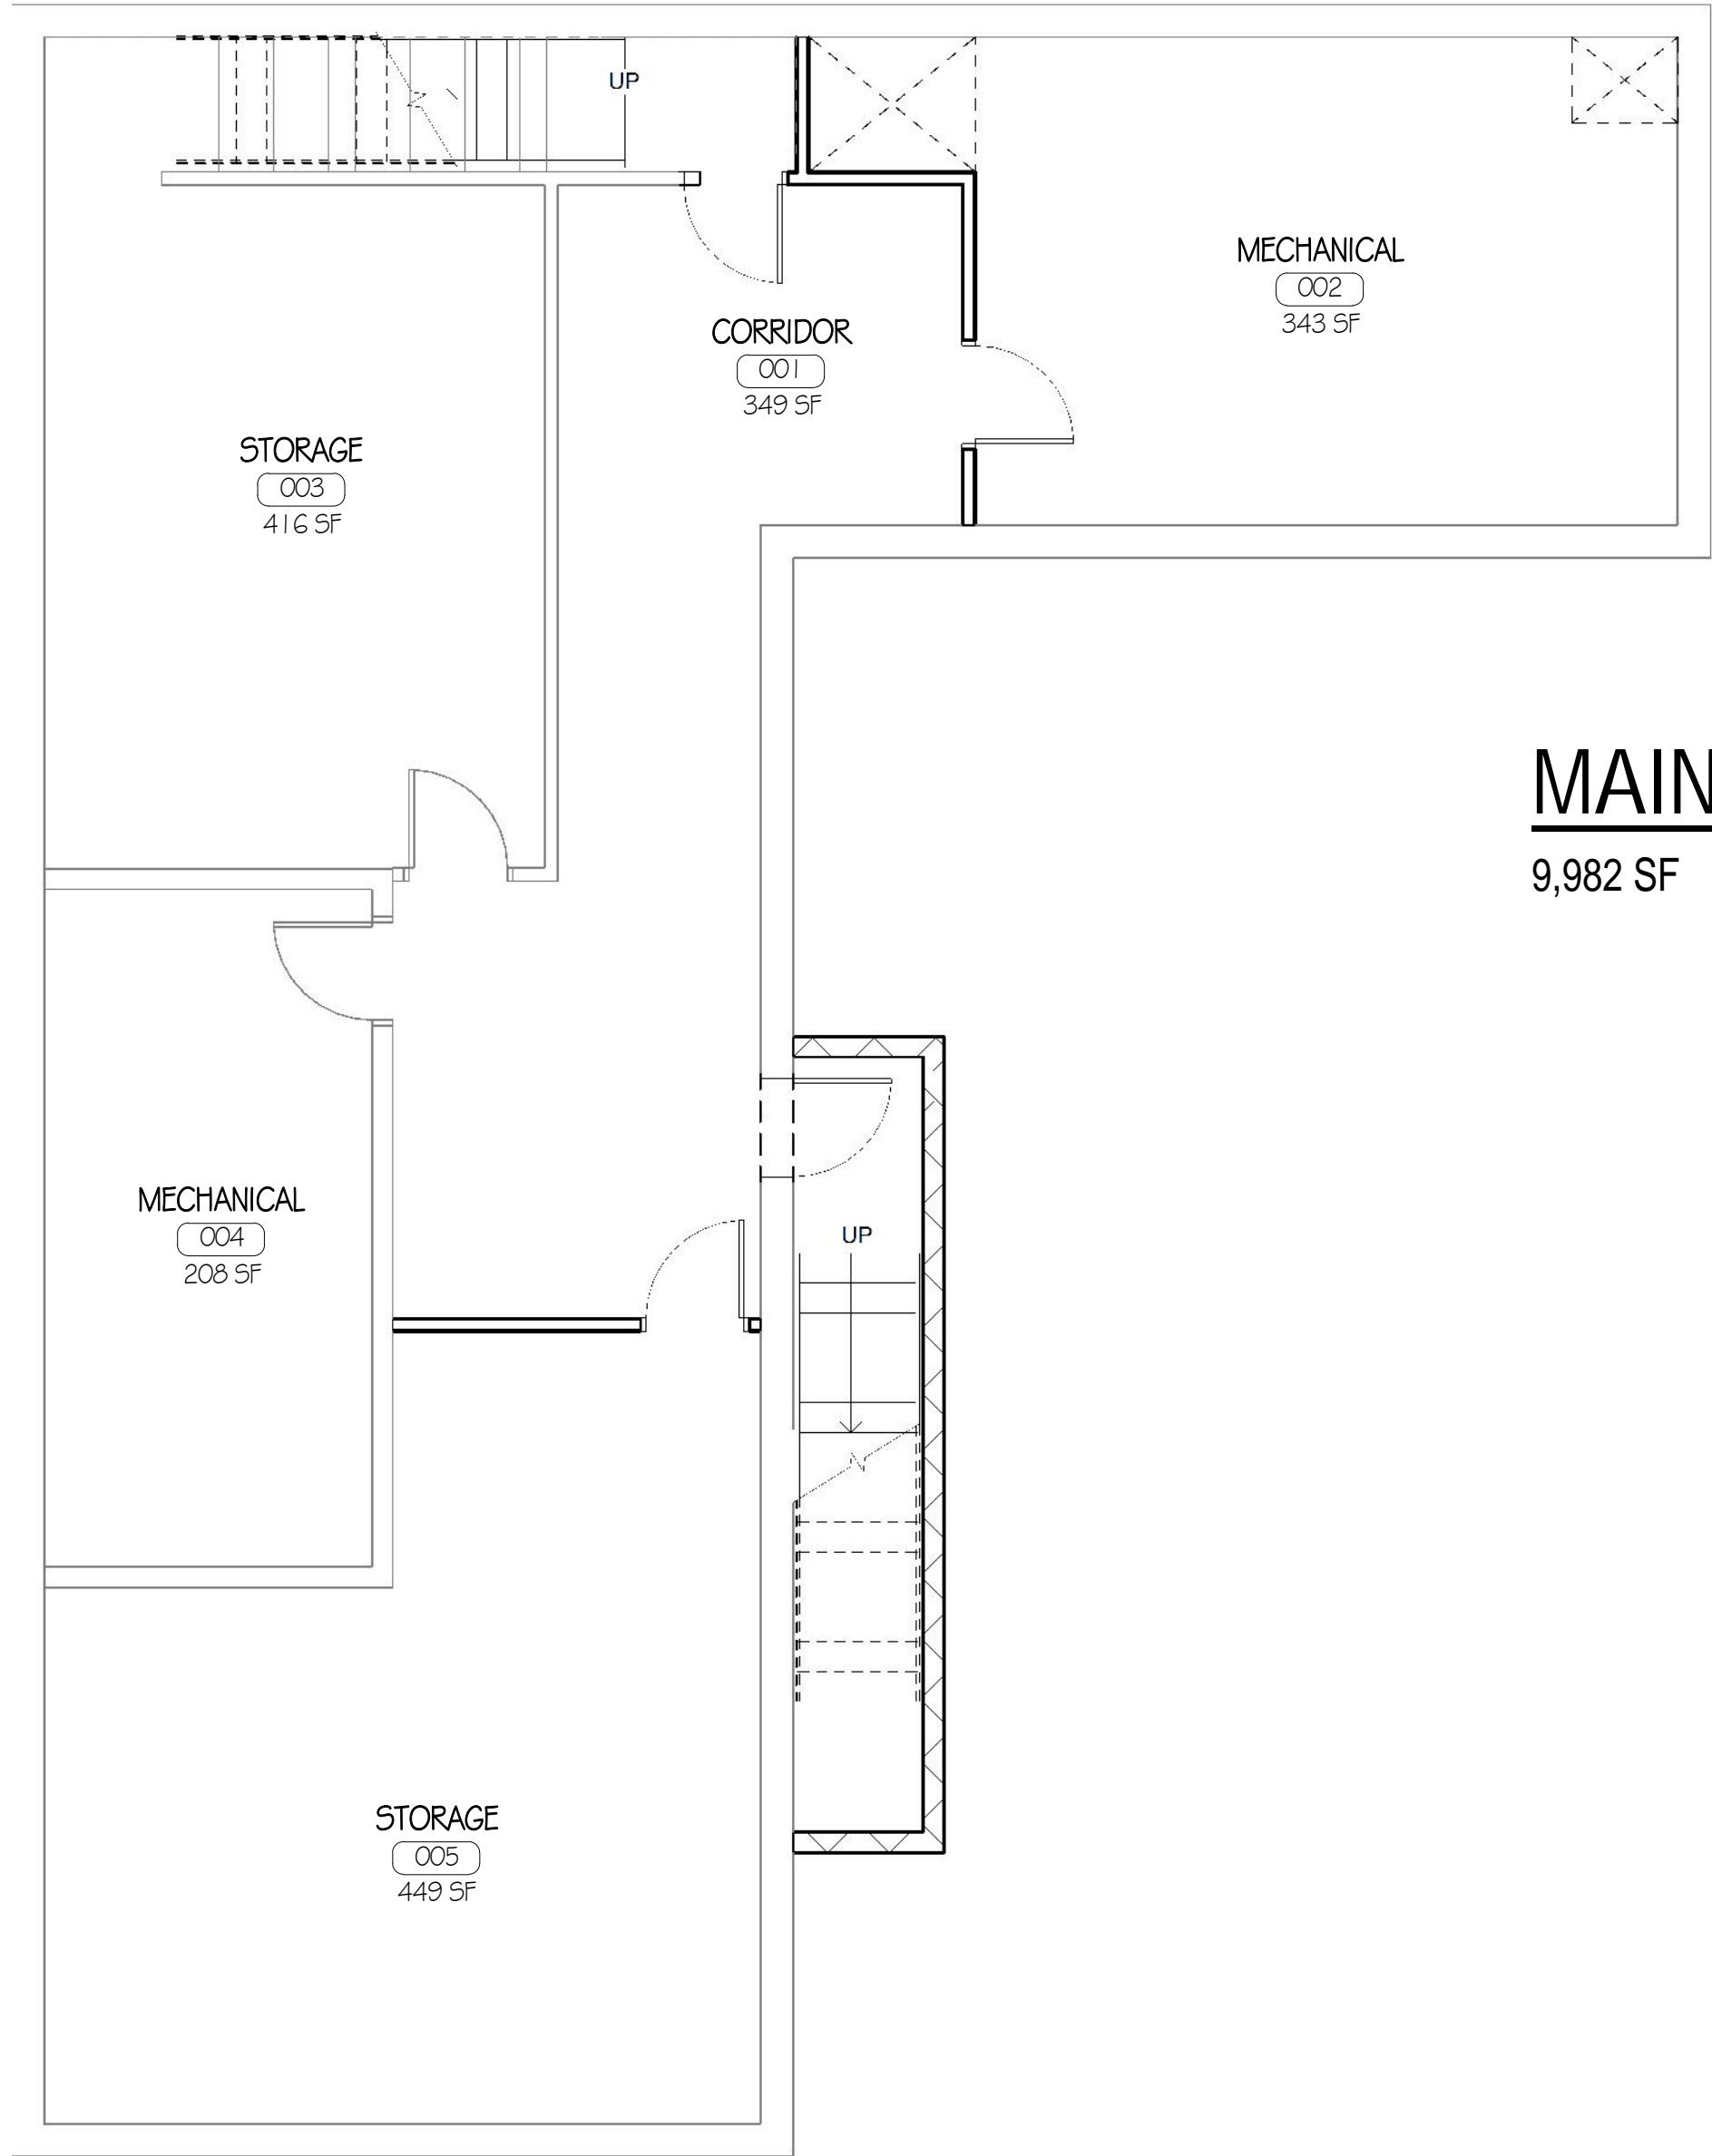 UP
MECHANICAL
002
343 SF
CORRIDOR
001
349 SF
STORAGE
003
416 SF
MAIN
9,982 SF
MECHANICAL
004
208 SF
UP
STORAGE
005
449 SF